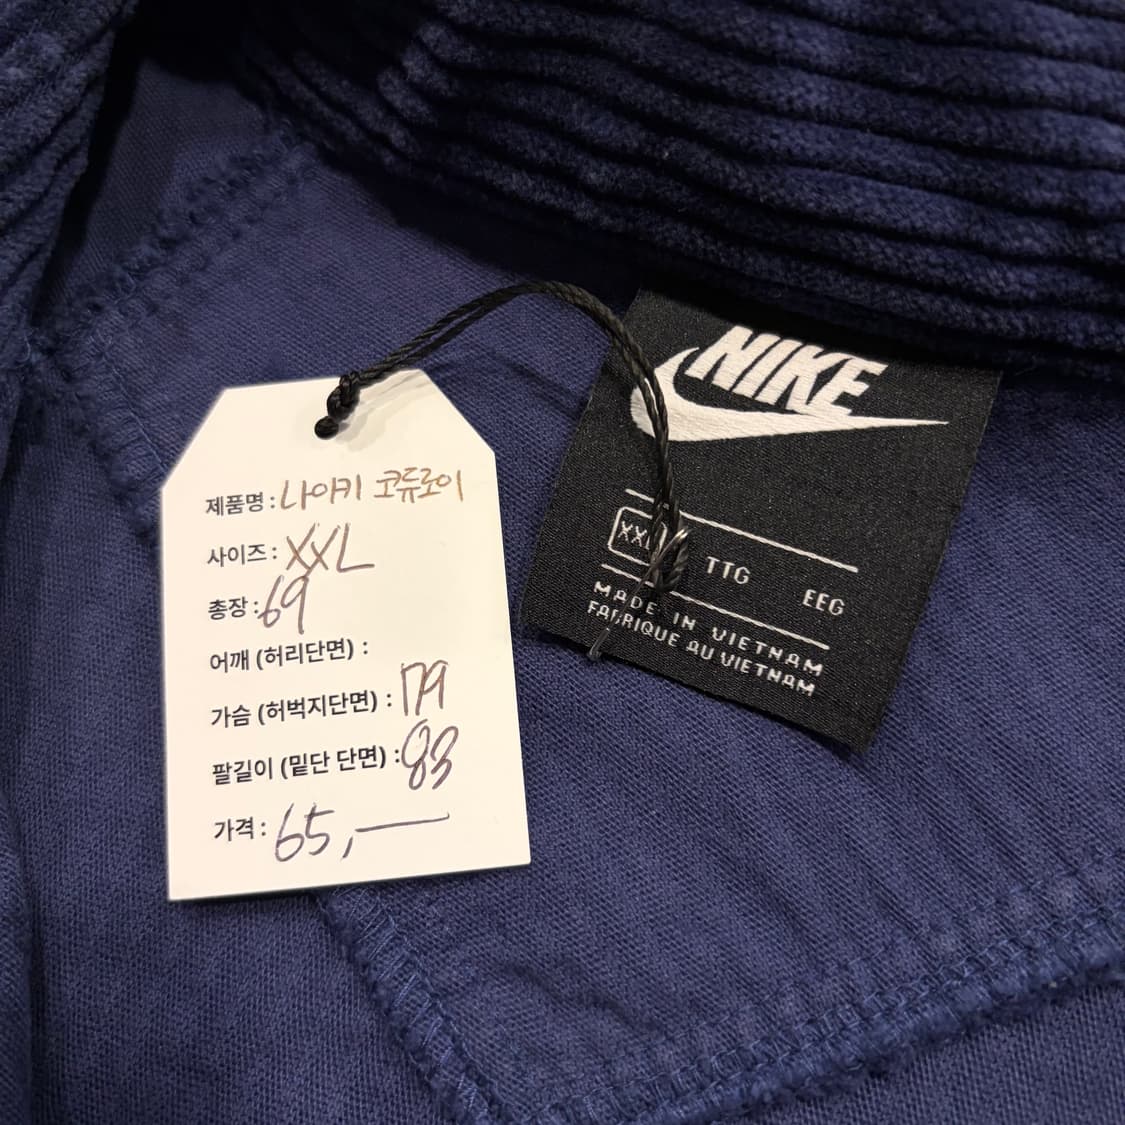 제품명 : 나이키 코듀로이
사이즈 : XXL
총장 : 69
어깨 (허리단면) :
가슴 (허벅지단면) : 79
팔길이 (밑단 단면) : 83
가격 : 65,—
NIKE
XXL TTG EEG
MADE IN VIETNAM
FABRIQUE AU VIETNAM